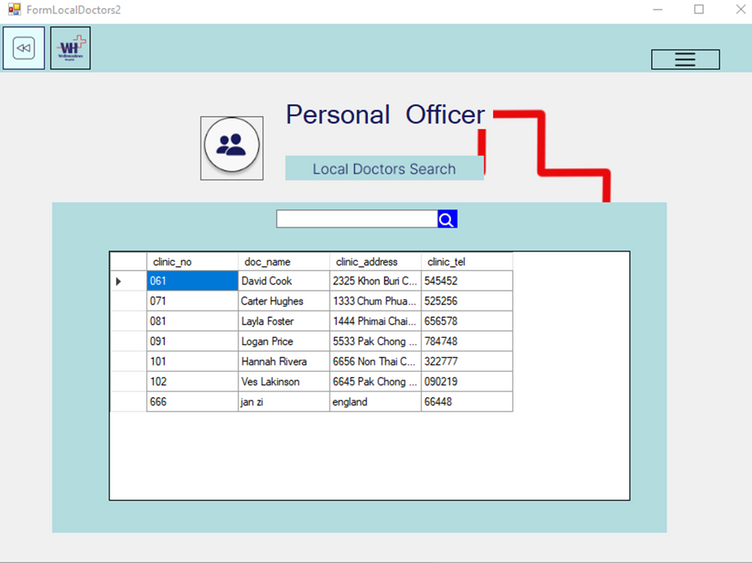 FormLocalDoctors2
WH
Personal Officer
Local Doctors Search
clinic_no doc_name clinic_address clinic_tel
061 David Cook 2325 Khon Buri C... 545452
071 Carter Hughes 1333 Chum Phua... 525256
081 Layla Foster 1444 Phimai Chai... 656578
091 Logan Price 5533 Pak Chong ... 784748
101 Hannah Rivera 6656 Non Thai C... 322777
102 Ves Lakinson 6645 Pak Chong ... 090219
666 jan zi england 66448